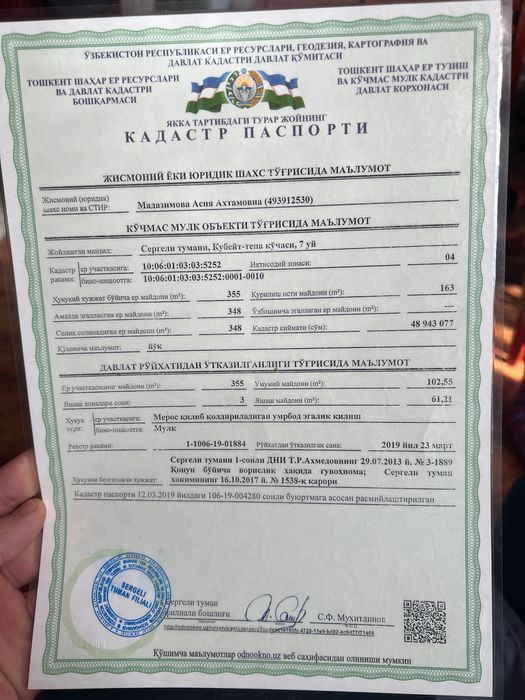 ЎЗБЕКИСТОН РЕСПУБЛИКАСИ ЕР РЕСУРСЛАРИ, ГЕОДЕЗИЯ, КАРТОГРАФИЯ ВА
ДАВЛАТ КАДАСТРИ ДАВЛАТ ҚЎМИТАСИ
ТОШКЕНТ ШАҲАР ЕР РЕСУРСЛАРИ
ВА ДАВЛАТ КАДАСТРИ
БОШҚАРМАСИ
ТОШКЕНТ ШАҲАР ЕР ТУЗИШ
ВА КЎЧМАС МУЛК КАДАСТРИ
ДАВЛАТ КОРХОНАСИ
ЯККА ТАРТИБДАГИ ТУРАР ЖОЙНИНГ
КАДАСТР ПАСПОРТИ
ЖИСМОНИЙ ЁКИ ЮРИДИК ШАХС ТЎҒРИСИДА МАЪЛУМОТ
Жисмоний (юридик)
шахс номи ва СТИР: Мадазимова Асия Ахтамовна (493912530)
КЎЧМАС МУЛК ОБЪЕКТИ ТЎҒРИСИДА МАЪЛУМОТ
Жойлашган манзил: Сергели тумани, Кубейт-тепа кўчаси, 7 уй
Кадастр рақами: ер участкасига: 10:06:01:03:03:5252 Иқтисодий зонаси: 04
бино-иншоотга: 10:06:01:03:03:5252:0001-0010
Ҳуқуқий ҳужжат бўйича ер майдони (m²): 355 Қурилиш ости майдони (m²): 163
Амалда эгалланган ер майдони (m²): 348 Ўзбошимча эгалланган ер майдони (m²): ---
Солиқ солинадиган ер майдони (m²): 348 Кадастр қиймати (сўм): 48 943 077
Қўшимча маълумот: йўқ
ДАВЛАТ РЎЙХАТИДАН ЎТКАЗИЛГАНЛИГИ ТЎҒРИСИДА МАЪЛУМОТ
Ер участкасининг майдони (m²): 355 Умумий майдони (m²): 102,55
Яшаш хоналари сони: 3 Яшаш майдони (m²): 61,21
Ҳуқуқ тури: ер участкасига: Мерос қилиб қолдириладиган умрбод эгалик қилиш
бино-иншоотга: Мулк
Реестр рақами: 1-1006-19-01884 Рўйхатдан ўтказилган сана: 2019 йил 23 март
Сергели тумани 1-сонли ДНИ Т.Р.Ахмедовнинг 29.07.2013 й. № 3-1889
Қонун бўйича ворислик ҳақида гувоҳнома; Сергели туман
Ҳуқуқни белгиловчи ҳужжат: ҳокимининг 16.10.2017 й. № 1538-қ қарори
Кадастр паспорти 12.03.2019 йилдаги 106-19-004280 сонли буюртмага асосан расмийлаштирилган
SERGELI
TUMAN FILIALI
Сергели туман
филиали бошлиғи С.Ф. Мухитдинов
Ф.И.О.
Қўшимча маълумотлар odnookno.uz веб саҳифасидан олиниши мумкин